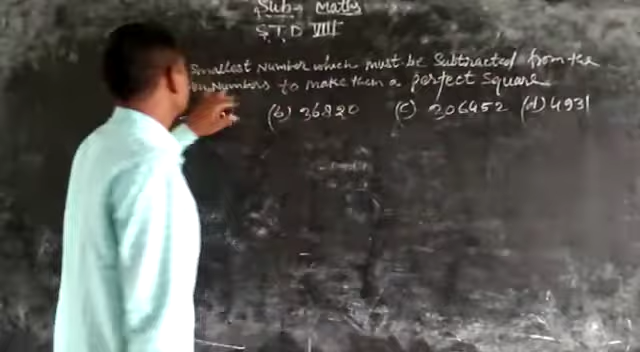 Sub- Maths
S.T.D VIII
Smallest Number which must be Subtracted from the
Numbers to make them a perfect Square
(b) 36820 (c) 206452 (d) 4931